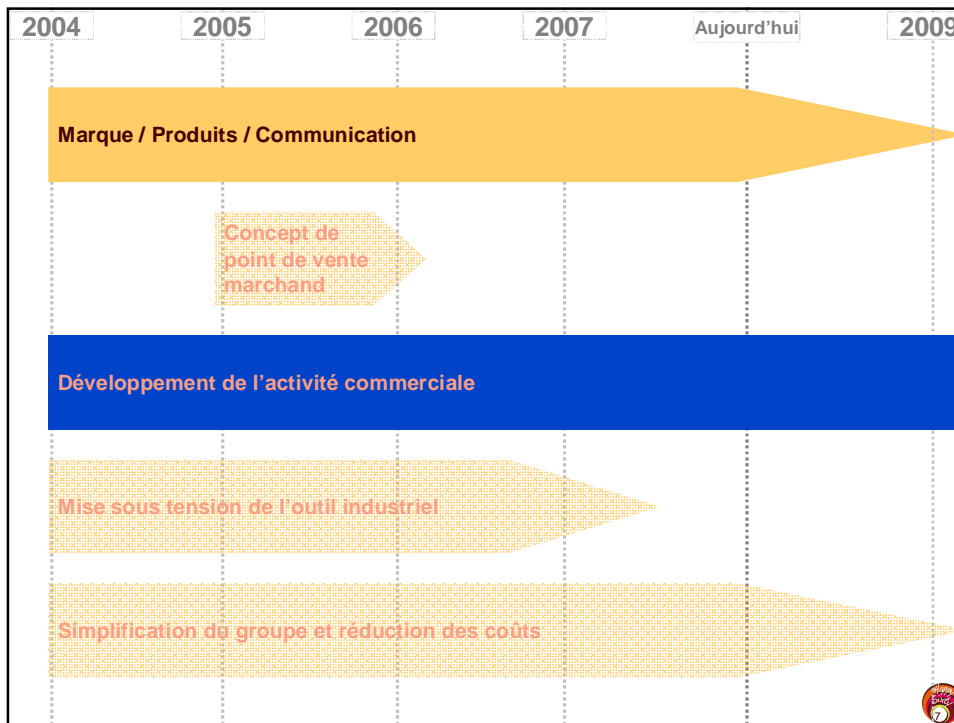 2004
2005
2006
2007
Aujourd’hui
2009
Marque / Produits / Communication
Concept de
point de vente
marchand
Développement de l’activité commerciale
Mise sous tension de l’outil industriel
Simplification du groupe et réduction des coûts
7